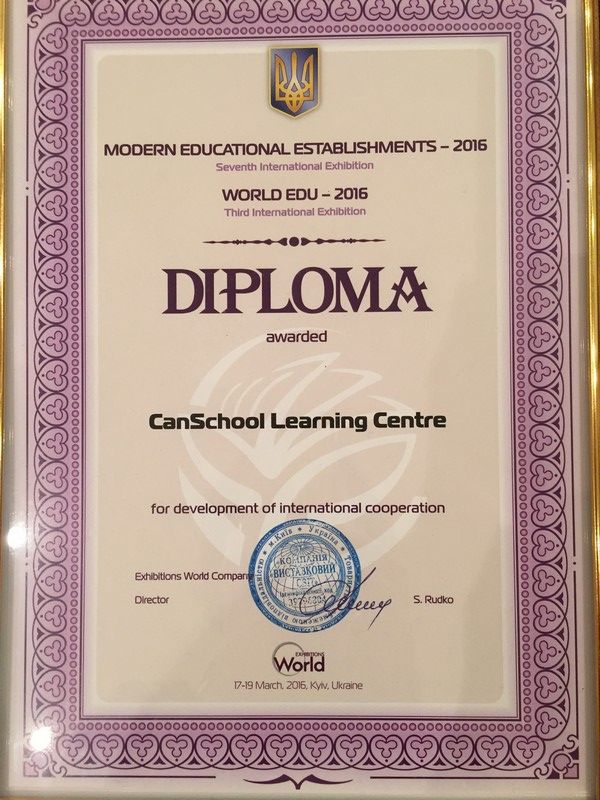 MODERN EDUCATIONAL ESTABLISHMENTS – 2016
Seventh International Exhibition
WORLD EDU – 2016
Third International Exhibition
DIPLOMA
awarded
CanSchool Learning Centre
for development of international cooperation
м. Київ * Україна *
КОМПАНІЯ
ВИСТАВКОВИЙ
СВІТ
Exhibitions World Company
Director
S. Rudko
EXHIBITIONS
World
17-19 March, 2016, Kyiv, Ukraine